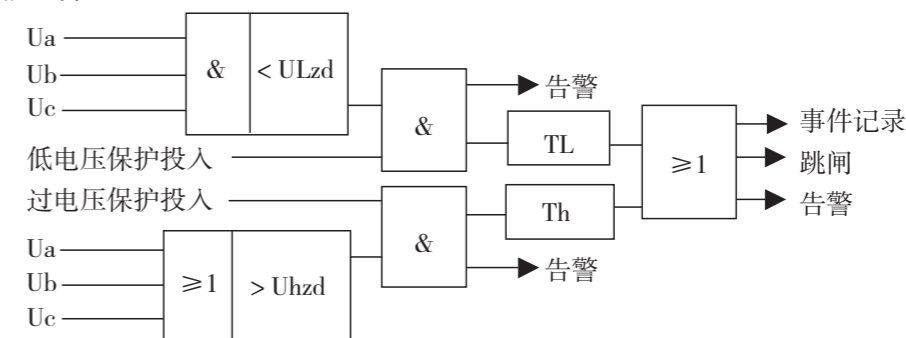 Ua
Ub
Uc
& < ULzd
低电压保护投入
过电压保护投入
Ua
Ub
Uc
≥1 > Uhzd
&
告警
TL
&
Th
告警
≥1
事件记录
跳闸
告警